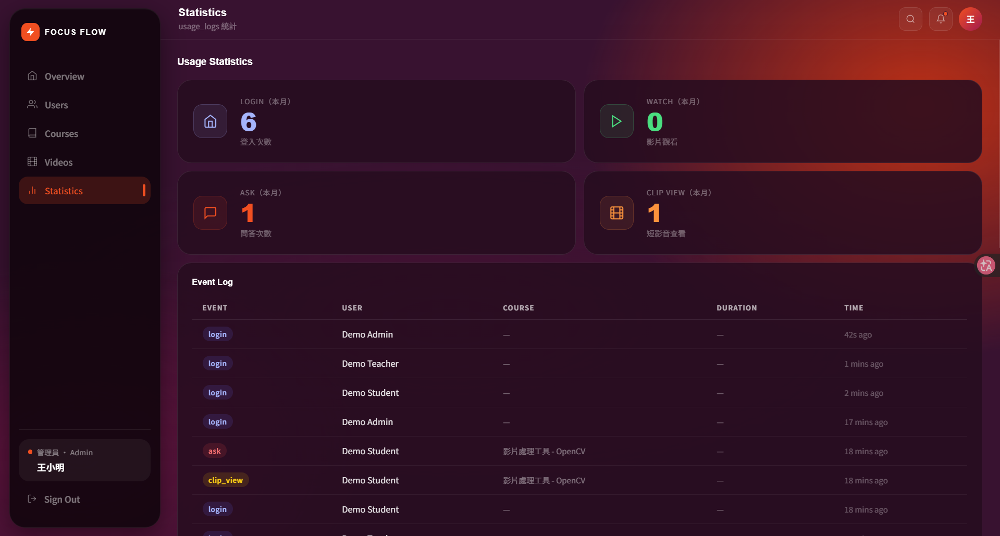 FOCUS FLOW
Overview
Users
Courses
Videos
Statistics
管理員 · Admin
王小明
Sign Out
Statistics
usage_logs 統計
王
Usage Statistics
LOGIN（本月）
6
登入次數
WATCH（本月）
0
影片觀看
ASK（本月）
1
問答次數
CLIP VIEW（本月）
1
短影音查看
Event Log
EVENT USER COURSE DURATION TIME
login Demo Admin — — 42s ago
login Demo Teacher — — 1 mins ago
login Demo Student — — 2 mins ago
login Demo Admin — — 17 mins ago
ask Demo Student 影片處理工具 - OpenCV — 18 mins ago
clip_view Demo Student 影片處理工具 - OpenCV — 18 mins ago
login Demo Student — — 18 mins ago